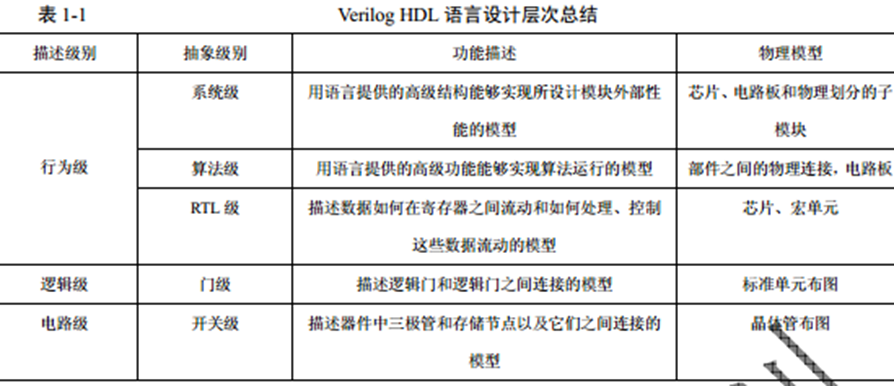 表 1-1 Verilog HDL 语言设计层次总结
描述级别 抽象级别 功能描述 物理模型
行为级 系统级 用语言提供的高级结构能够实现所设计模块外部性能的模型 芯片、电路板和物理划分的子模块
算法级 用语言提供的高级功能能够实现算法运行的模型 部件之间的物理连接，电路板
RTL 级 描述数据如何在寄存器之间流动和如何处理、控制这些数据流动的模型 芯片、宏单元
逻辑级 门级 描述逻辑门和逻辑门之间连接的模型 标准单元布图
电路级 开关级 描述器件中三极管和存储节点以及它们之间连接的模型 晶体管布图